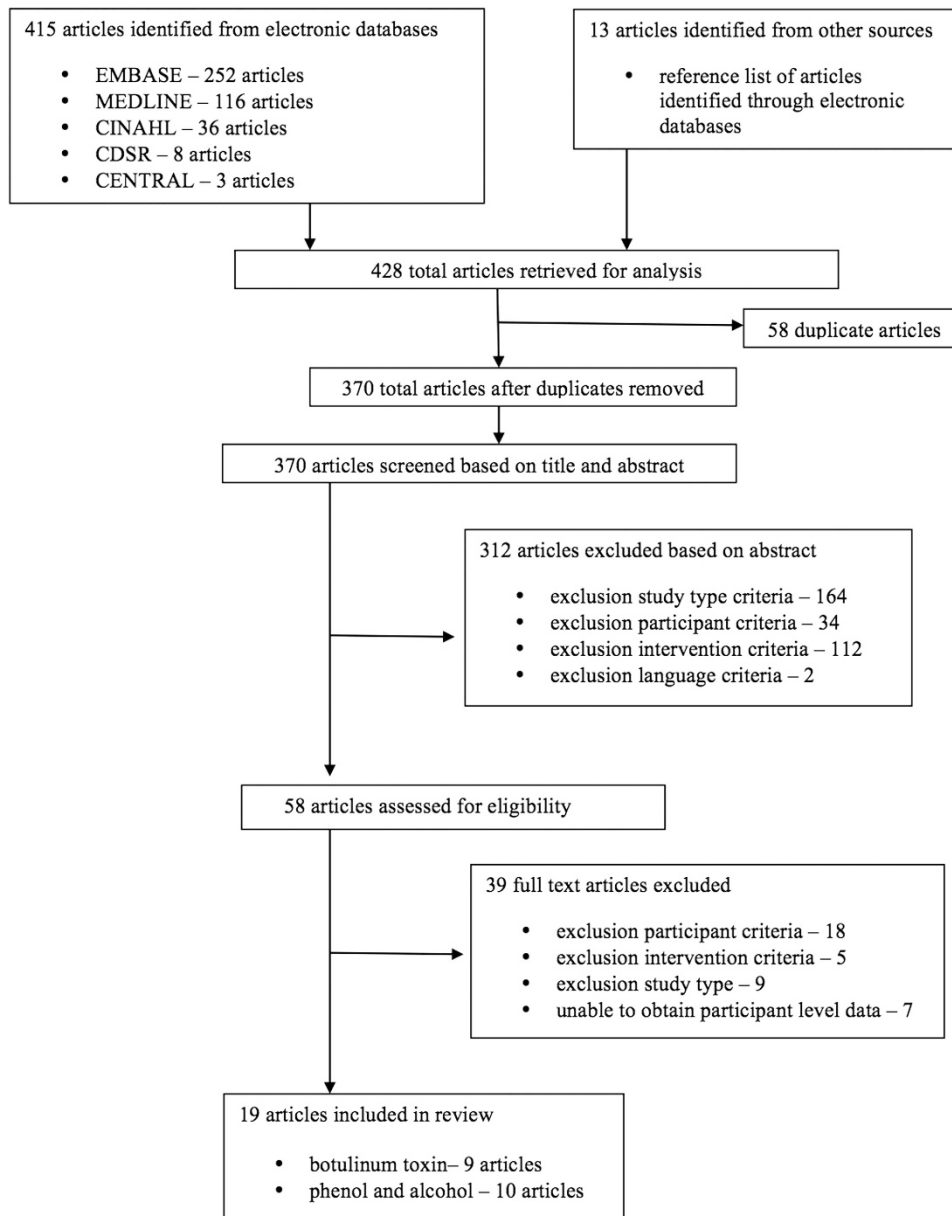 415 articles identified from electronic databases
• EMBASE – 252 articles
• MEDLINE – 116 articles
• CINAHL – 36 articles
• CDSR – 8 articles
• CENTRAL – 3 articles
13 articles identified from other sources
• reference list of articles
identified through electronic
databases
428 total articles retrieved for analysis
58 duplicate articles
370 total articles after duplicates removed
370 articles screened based on title and abstract
312 articles excluded based on abstract
• exclusion study type criteria – 164
• exclusion participant criteria – 34
• exclusion intervention criteria – 112
• exclusion language criteria – 2
58 articles assessed for eligibility
39 full text articles excluded
• exclusion participant criteria – 18
• exclusion intervention criteria – 5
• exclusion study type – 9
• unable to obtain participant level data – 7
19 articles included in review
• botulinum toxin– 9 articles
• phenol and alcohol – 10 articles